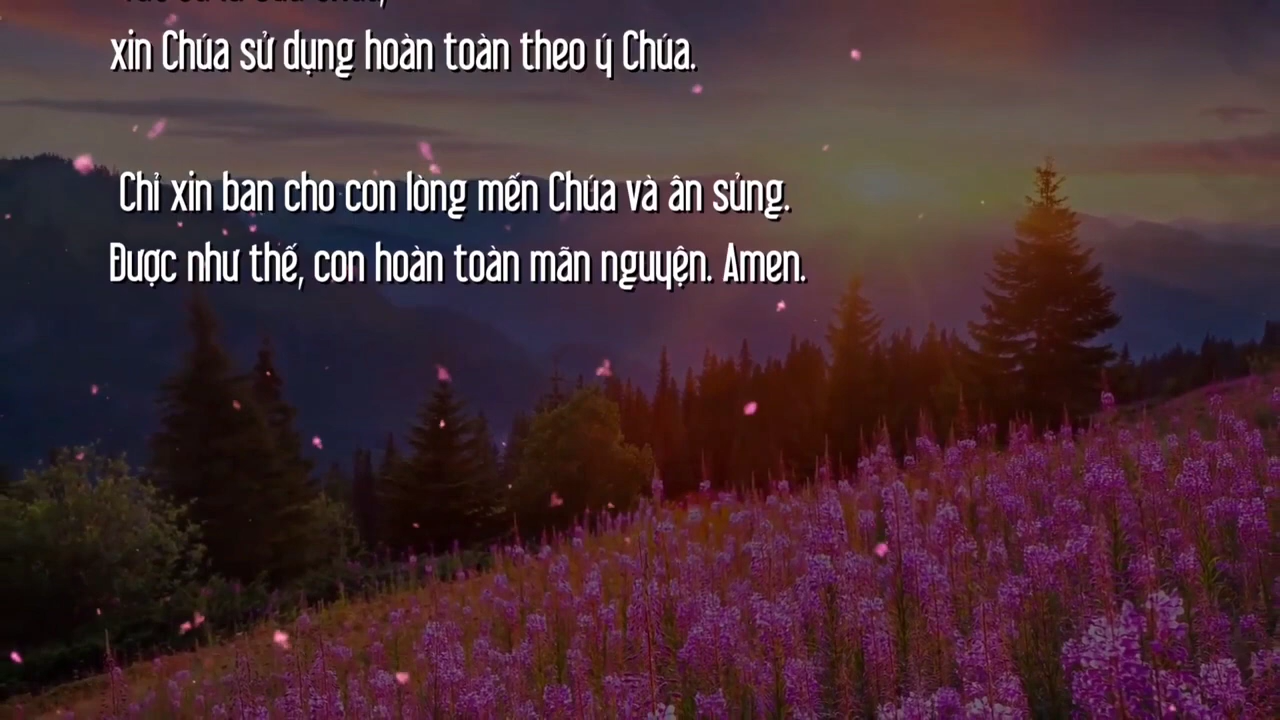 xin Chúa sử dụng hoàn toàn theo ý Chúa.
Chỉ xin ban cho con lòng mến Chúa và ân sủng.
Được như thế, con hoàn toàn mãn nguyện. Amen.